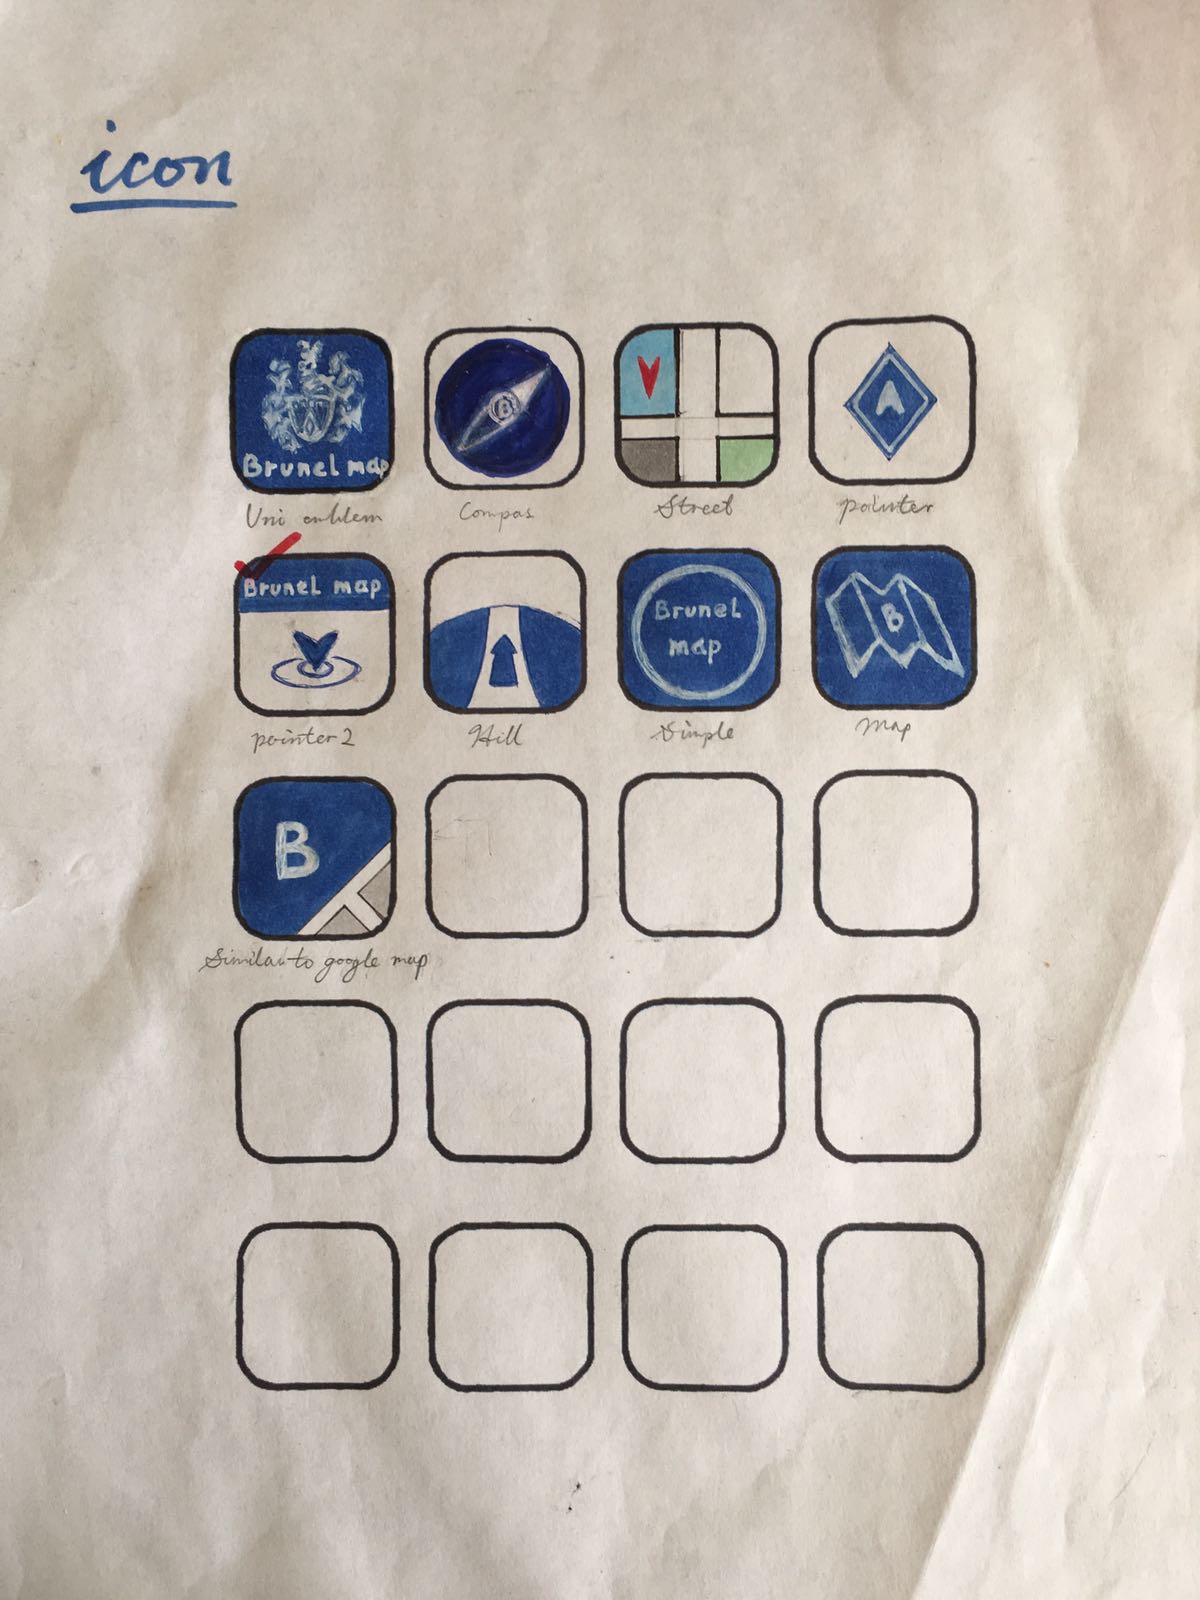 icon
Brunel map
B
Uni emblem
Compas
Street
pointer
Brunel map
Brunel
map
B
pointer 2
Hill
Simple
Map
B
Similar to google map